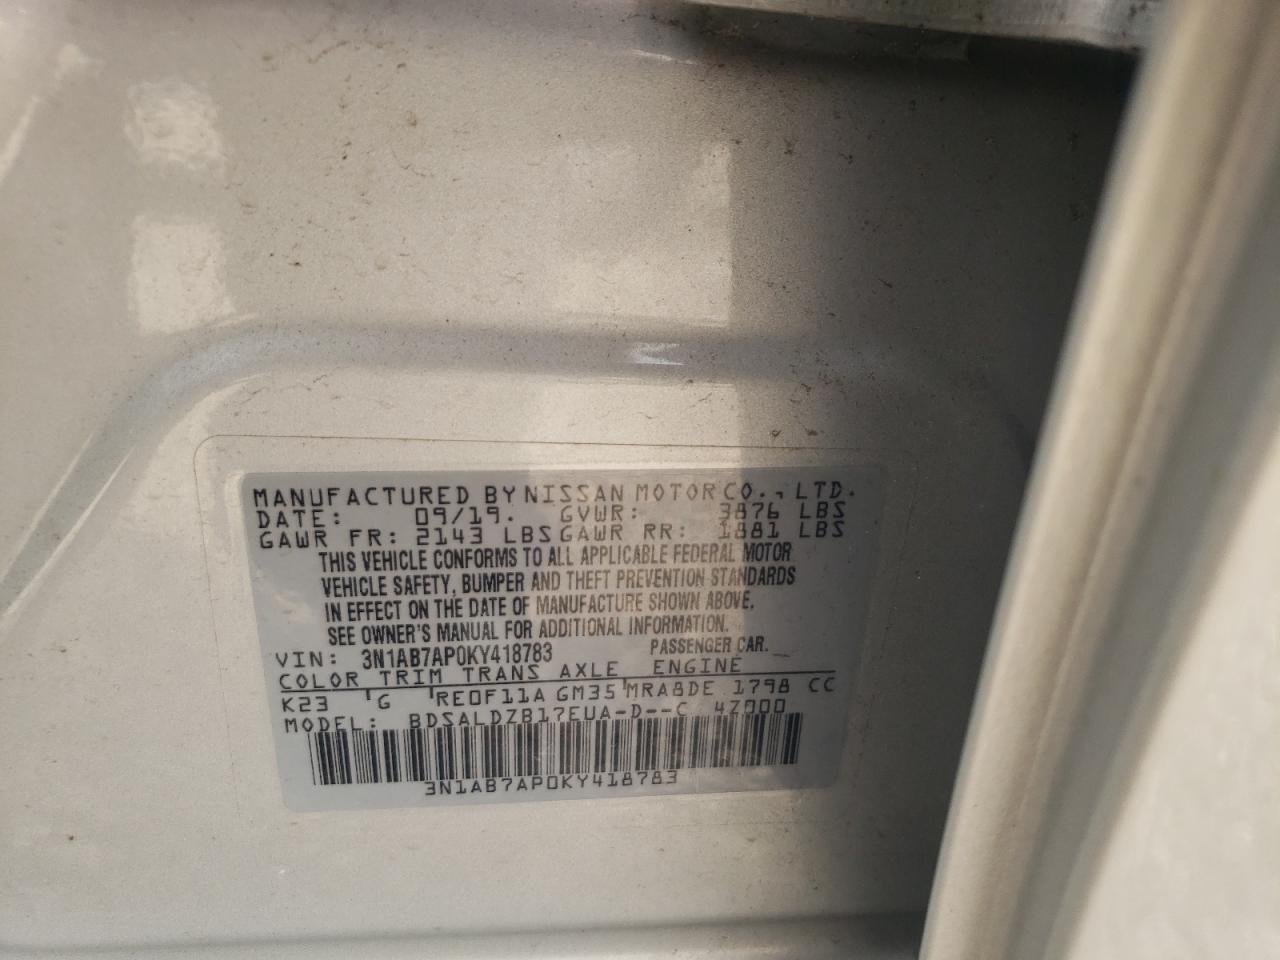 MANUFACTURED BY NISSAN MOTOR CO., LTD.
DATE: 09/19. GVWR: 3876 LBS
GAWR FR: 2143 LBS GAWR RR: 1881 LBS
THIS VEHICLE CONFORMS TO ALL APPLICABLE FEDERAL MOTOR
VEHICLE SAFETY, BUMPER AND THEFT PREVENTION STANDARDS
IN EFFECT ON THE DATE OF MANUFACTURE SHOWN ABOVE.
SEE OWNER'S MANUAL FOR ADDITIONAL INFORMATION.
VIN: 3N1AB7AP0KY418783 PASSENGER CAR.
COLOR TRIM TRANS AXLE ENGINE
K23 G RE0F11A GM35 MRA8DE 1798 CC
MODEL: BDSALDZB17EUA-D--C 4Z000
3N1AB7AP0KY418783